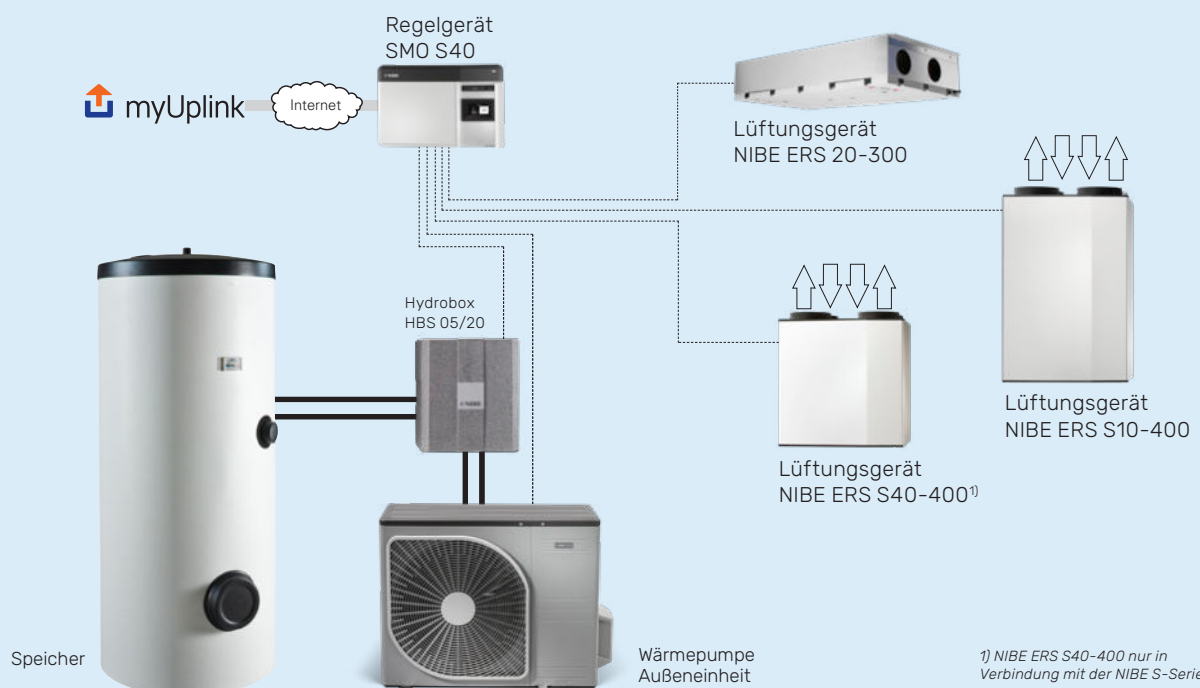 Regelgerät
SMO S40
myUplink
Internet
Lüftungsgerät
NIBE ERS 20-300
Hydrobox
HBS 05/20
Lüftungsgerät
NIBE ERS S10-400
Lüftungsgerät
NIBE ERS S40-400¹⁾
Speicher
Wärmepumpe
Außeneinheit
1) NIBE ERS S40-400 nur in
Verbindung mit der NIBE S-Serie